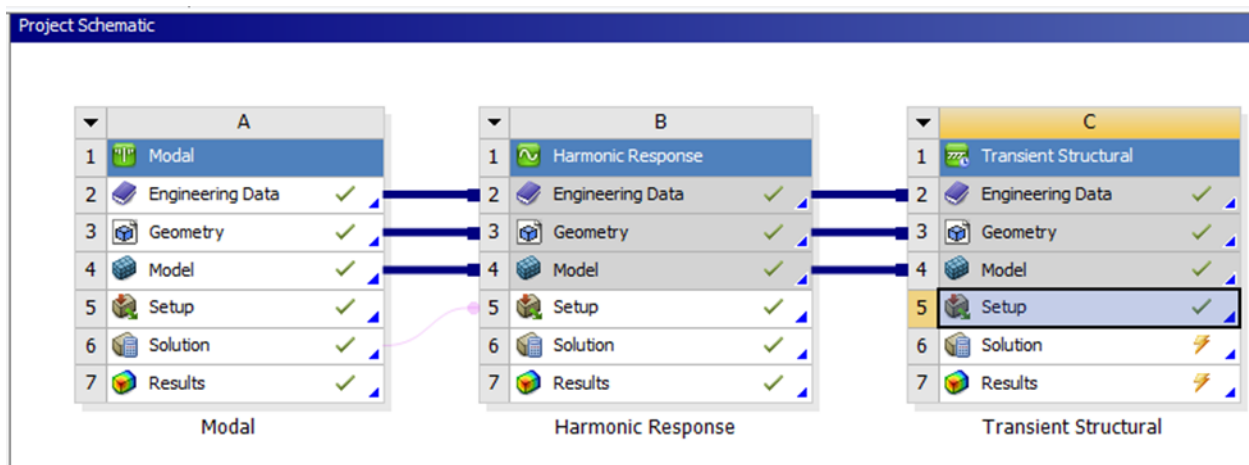 Project Schematic
A
1 Modal
2 Engineering Data
3 Geometry
4 Model
5 Setup
6 Solution
7 Results
Modal
B
1 Harmonic Response
2 Engineering Data
3 Geometry
4 Model
5 Setup
6 Solution
7 Results
Harmonic Response
C
1 Transient Structural
2 Engineering Data
3 Geometry
4 Model
5 Setup
6 Solution
7 Results
Transient Structural